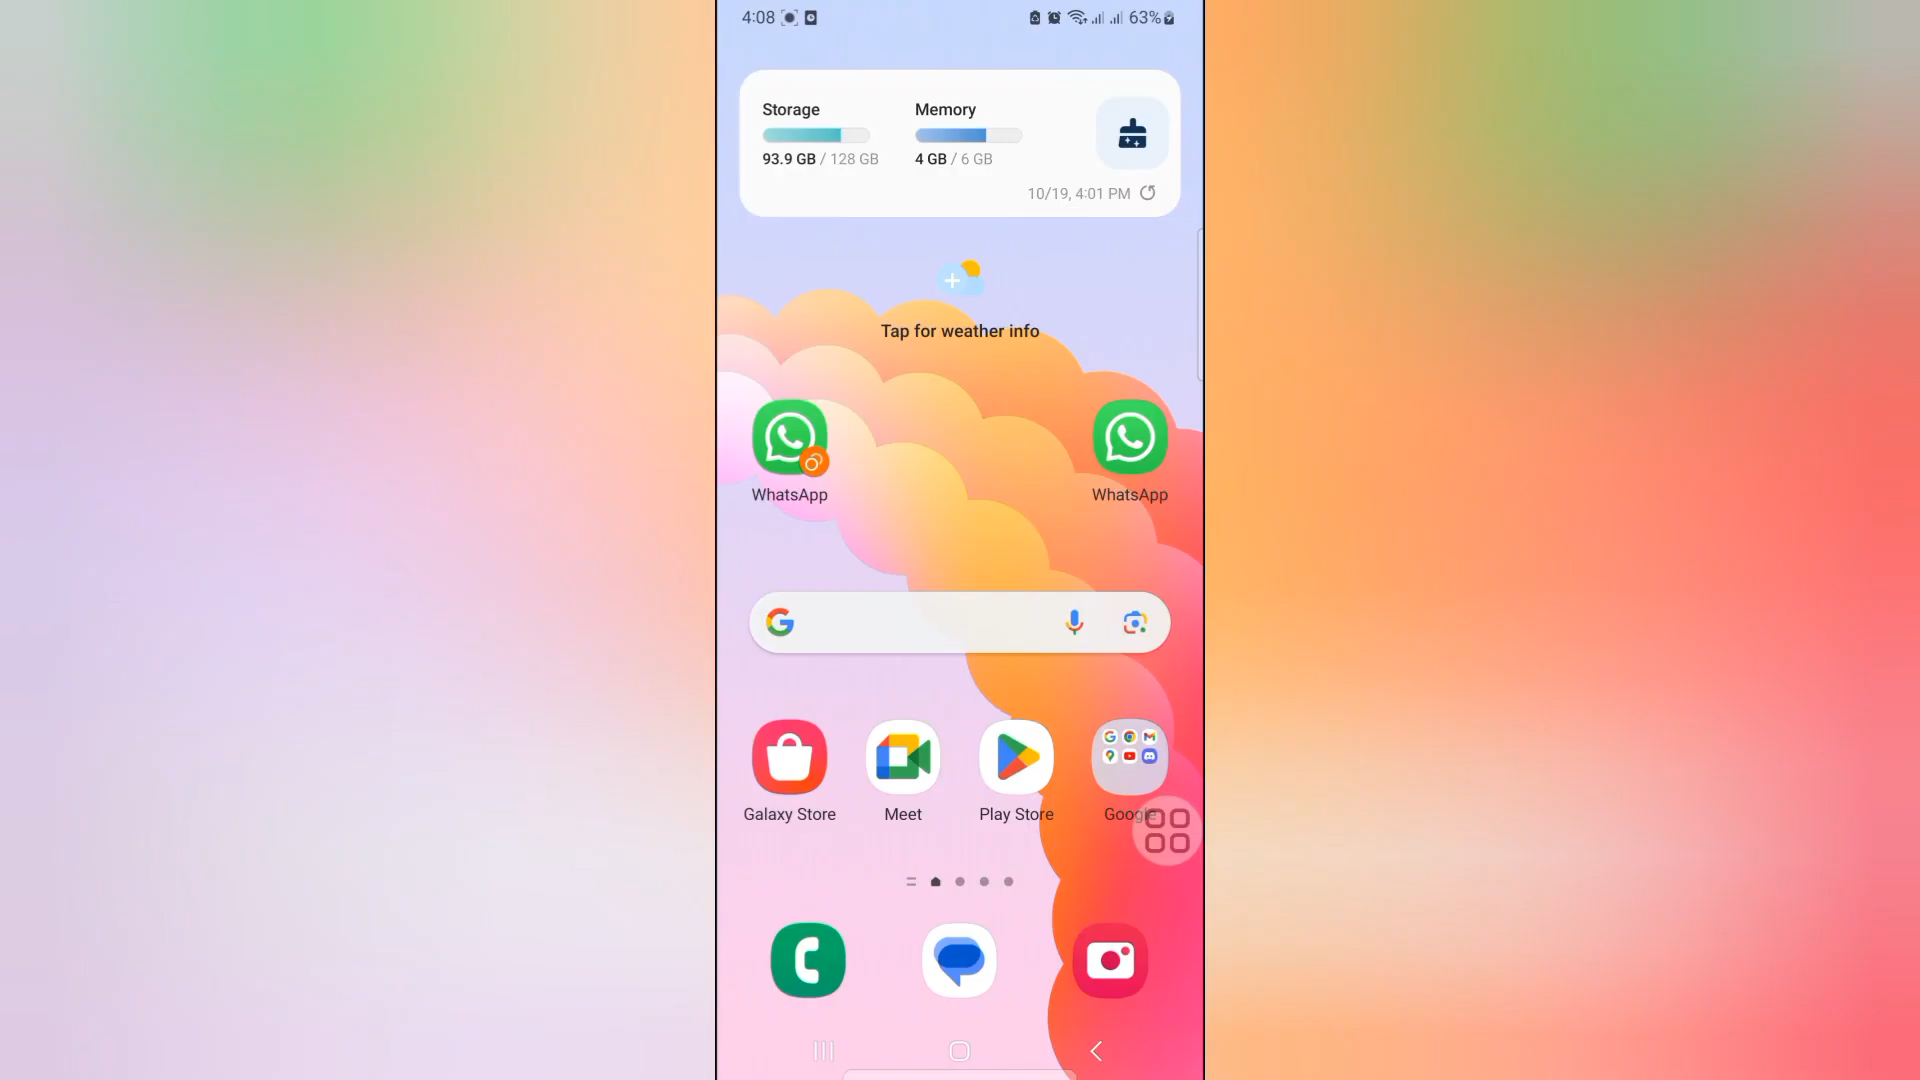 4:08 63%
Storage Memory
93.9 GB / 128 GB 4 GB / 6 GB
10/19, 4:01 PM
Tap for weather info
WhatsApp WhatsApp
Galaxy Store Meet Play Store Google